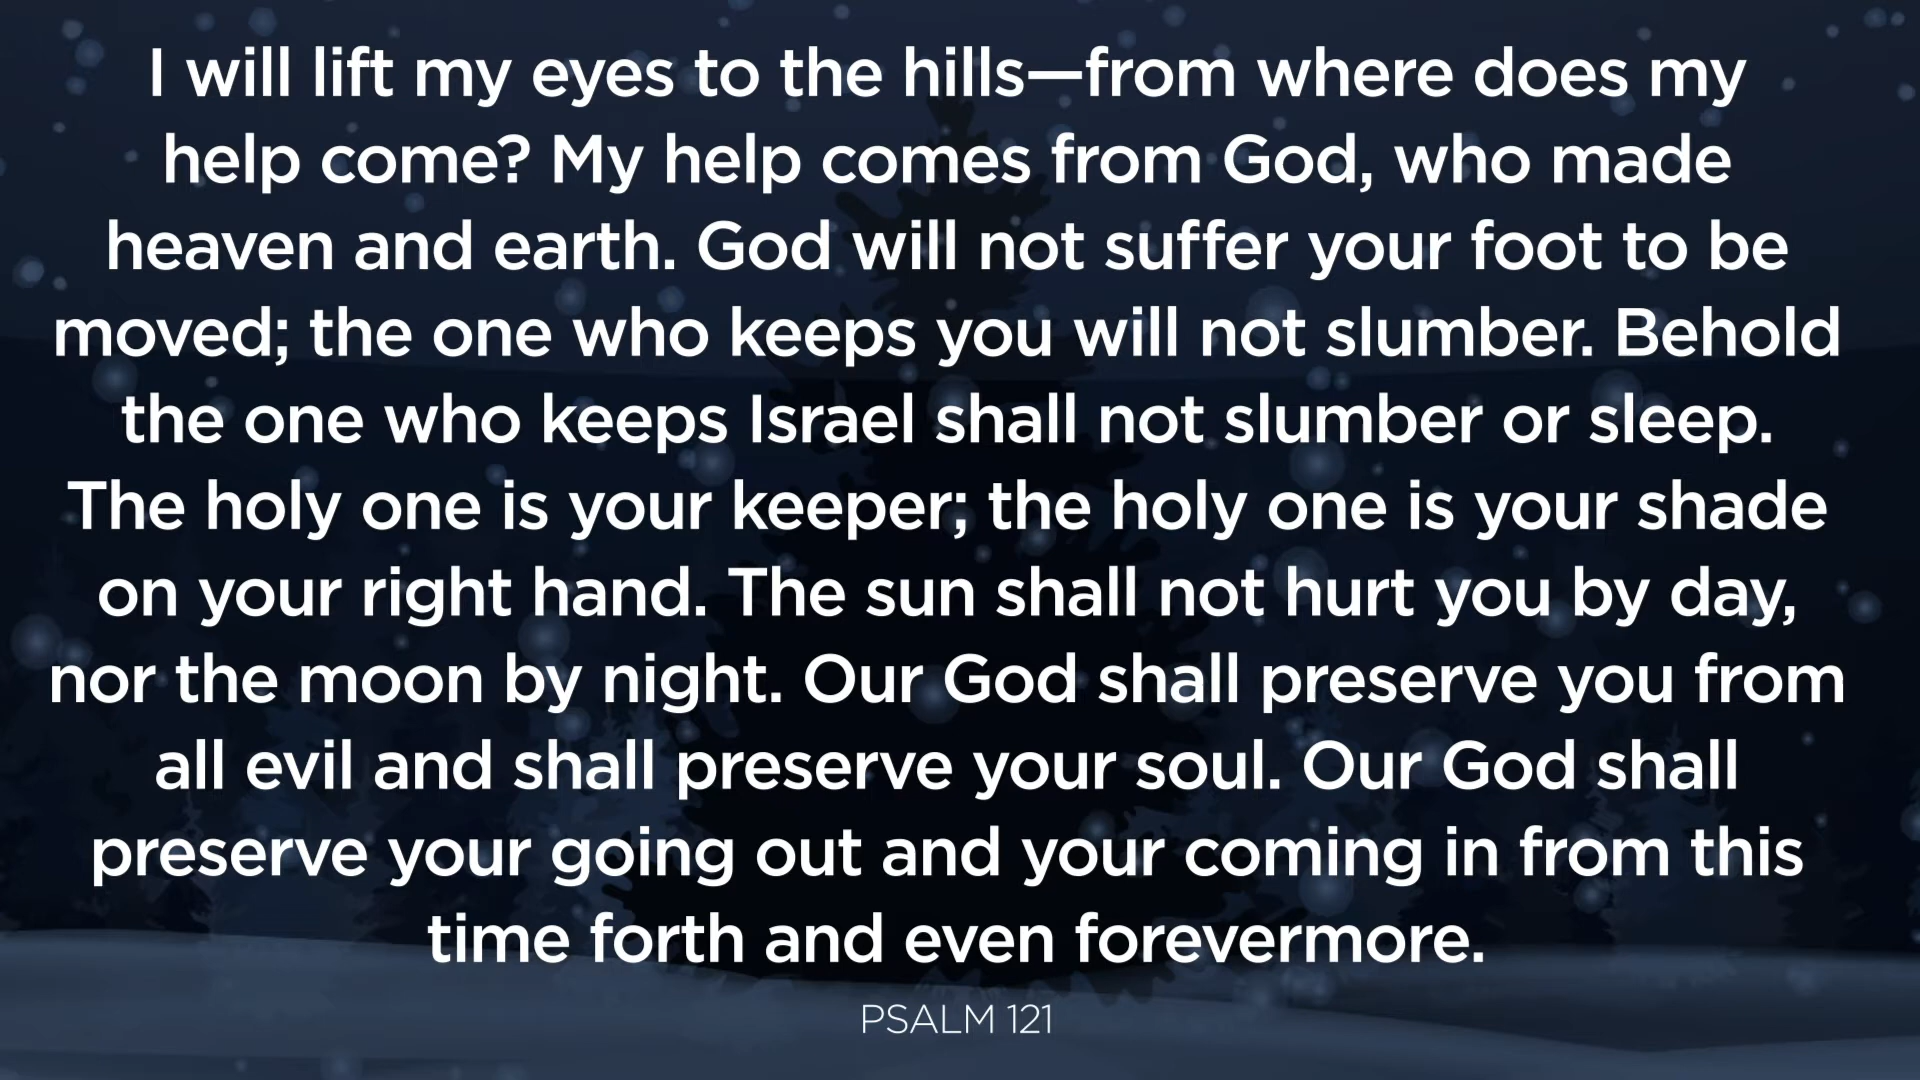 I will lift my eyes to the hills—from where does my
help come? My help comes from God, who made
heaven and earth. God will not suffer your foot to be
moved; the one who keeps you will not slumber. Behold
the one who keeps Israel shall not slumber or sleep.
The holy one is your keeper; the holy one is your shade
on your right hand. The sun shall not hurt you by day,
nor the moon by night. Our God shall preserve you from
all evil and shall preserve your soul. Our God shall
preserve your going out and your coming in from this
time forth and even forevermore.
PSALM 121